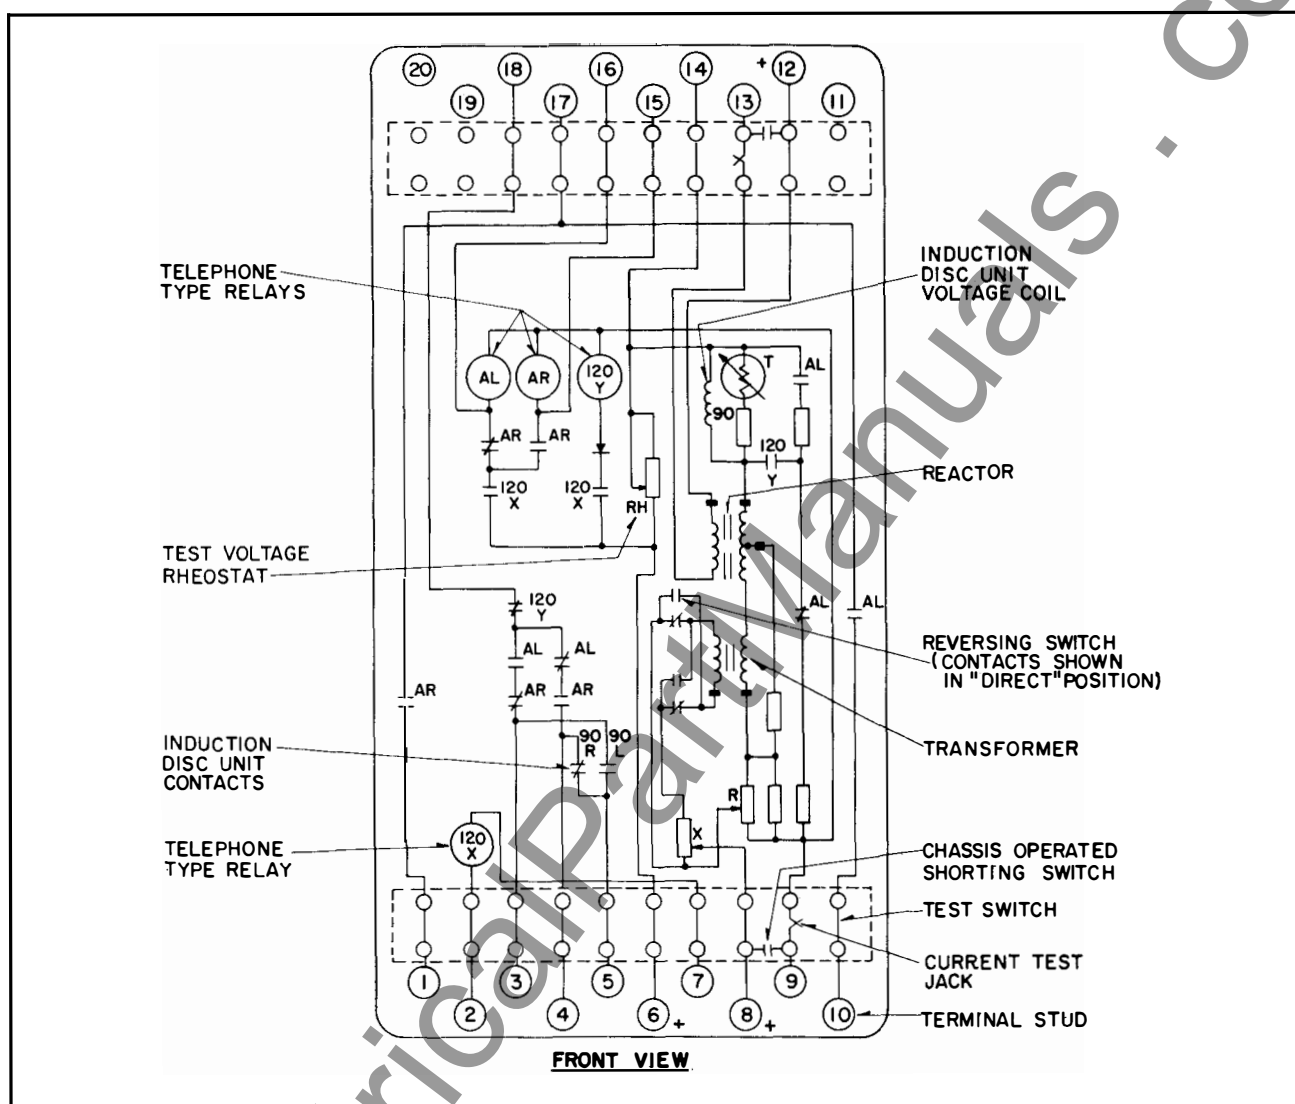 20
18
16
14
+ 12
19
17
15
13
11
TELEPHONE
TYPE RELAYS
INDUCTION
DISC UNIT
VOLTAGE COIL
AL
AR
120
Y
T
AL
90
AR
AR
120
Y
120
X
120
X
RH
REACTOR
TEST VOLTAGE
RHEOSTAT
120
Y
AL
AL
AR
AR
AL
AL
REVERSING SWITCH
(CONTACTS SHOWN
IN "DIRECT" POSITION)
AR
INDUCTION
DISC UNIT
CONTACTS
90
R
90
L
TRANSFORMER
R
X
TELEPHONE
TYPE RELAY
120
X
CHASSIS OPERATED
SHORTING SWITCH
TEST SWITCH
CURRENT TEST
JACK
1
3
5
7
9
2
4
6 +
8 +
10
TERMINAL STUD
FRONT VIEW
ricalPartManuals . co